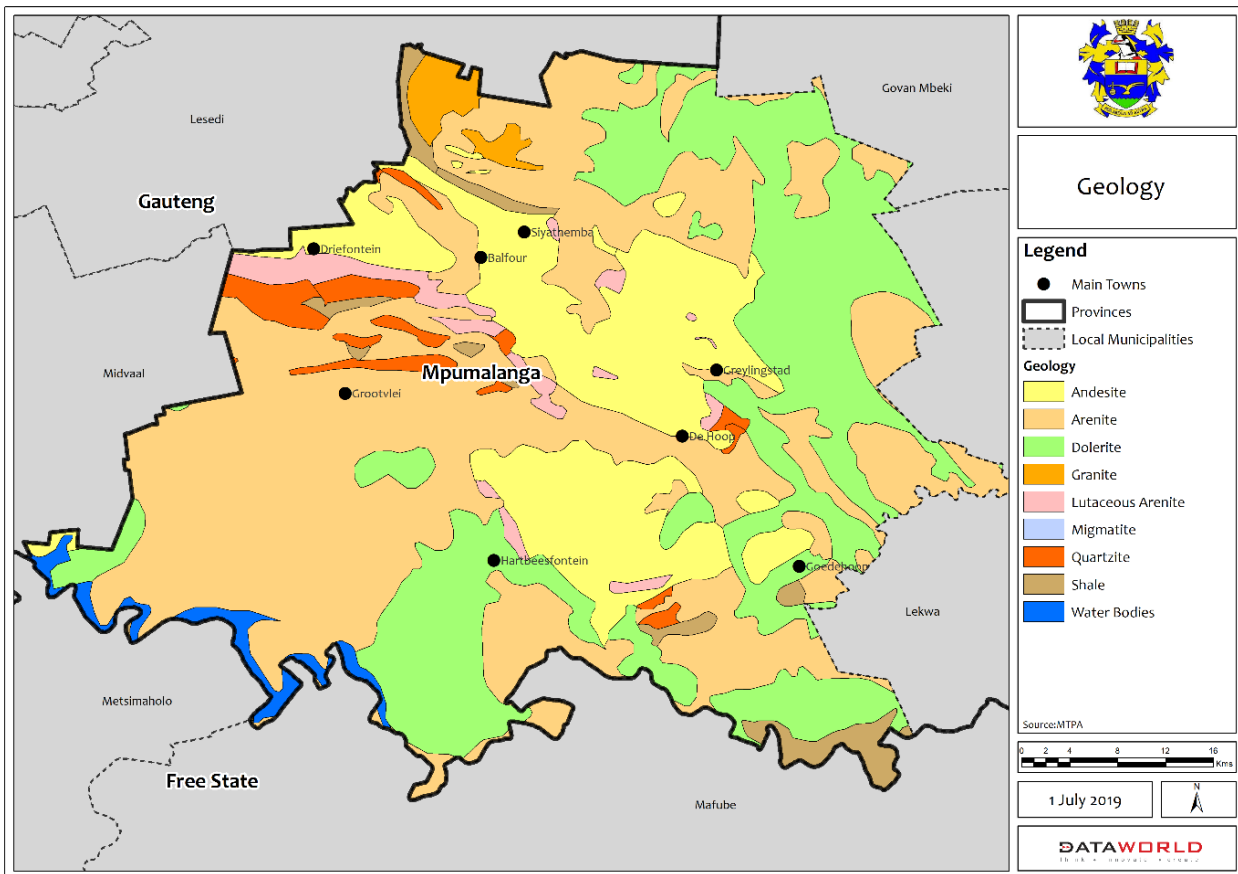 Lesedi
Govan Mbeki
Gauteng
Siyathemba
Driefontein
Balfour
Midvaal
Greylingstad
Mpumalanga
Grootvlei
De Hoop
Hartbeesfontein
Goedehoop
Lekwa
Metsimaholo
Free State
Mafube
Geology
Legend
Main Towns
Provinces
Local Municipalities
Geology
Andesite
Arenite
Dolerite
Granite
Lutaceous Arenite
Migmatite
Quartzite
Shale
Water Bodies
Source:MTPA
0 2 4 8 12 16
Kms
1 July 2019
N
DATAWORLD